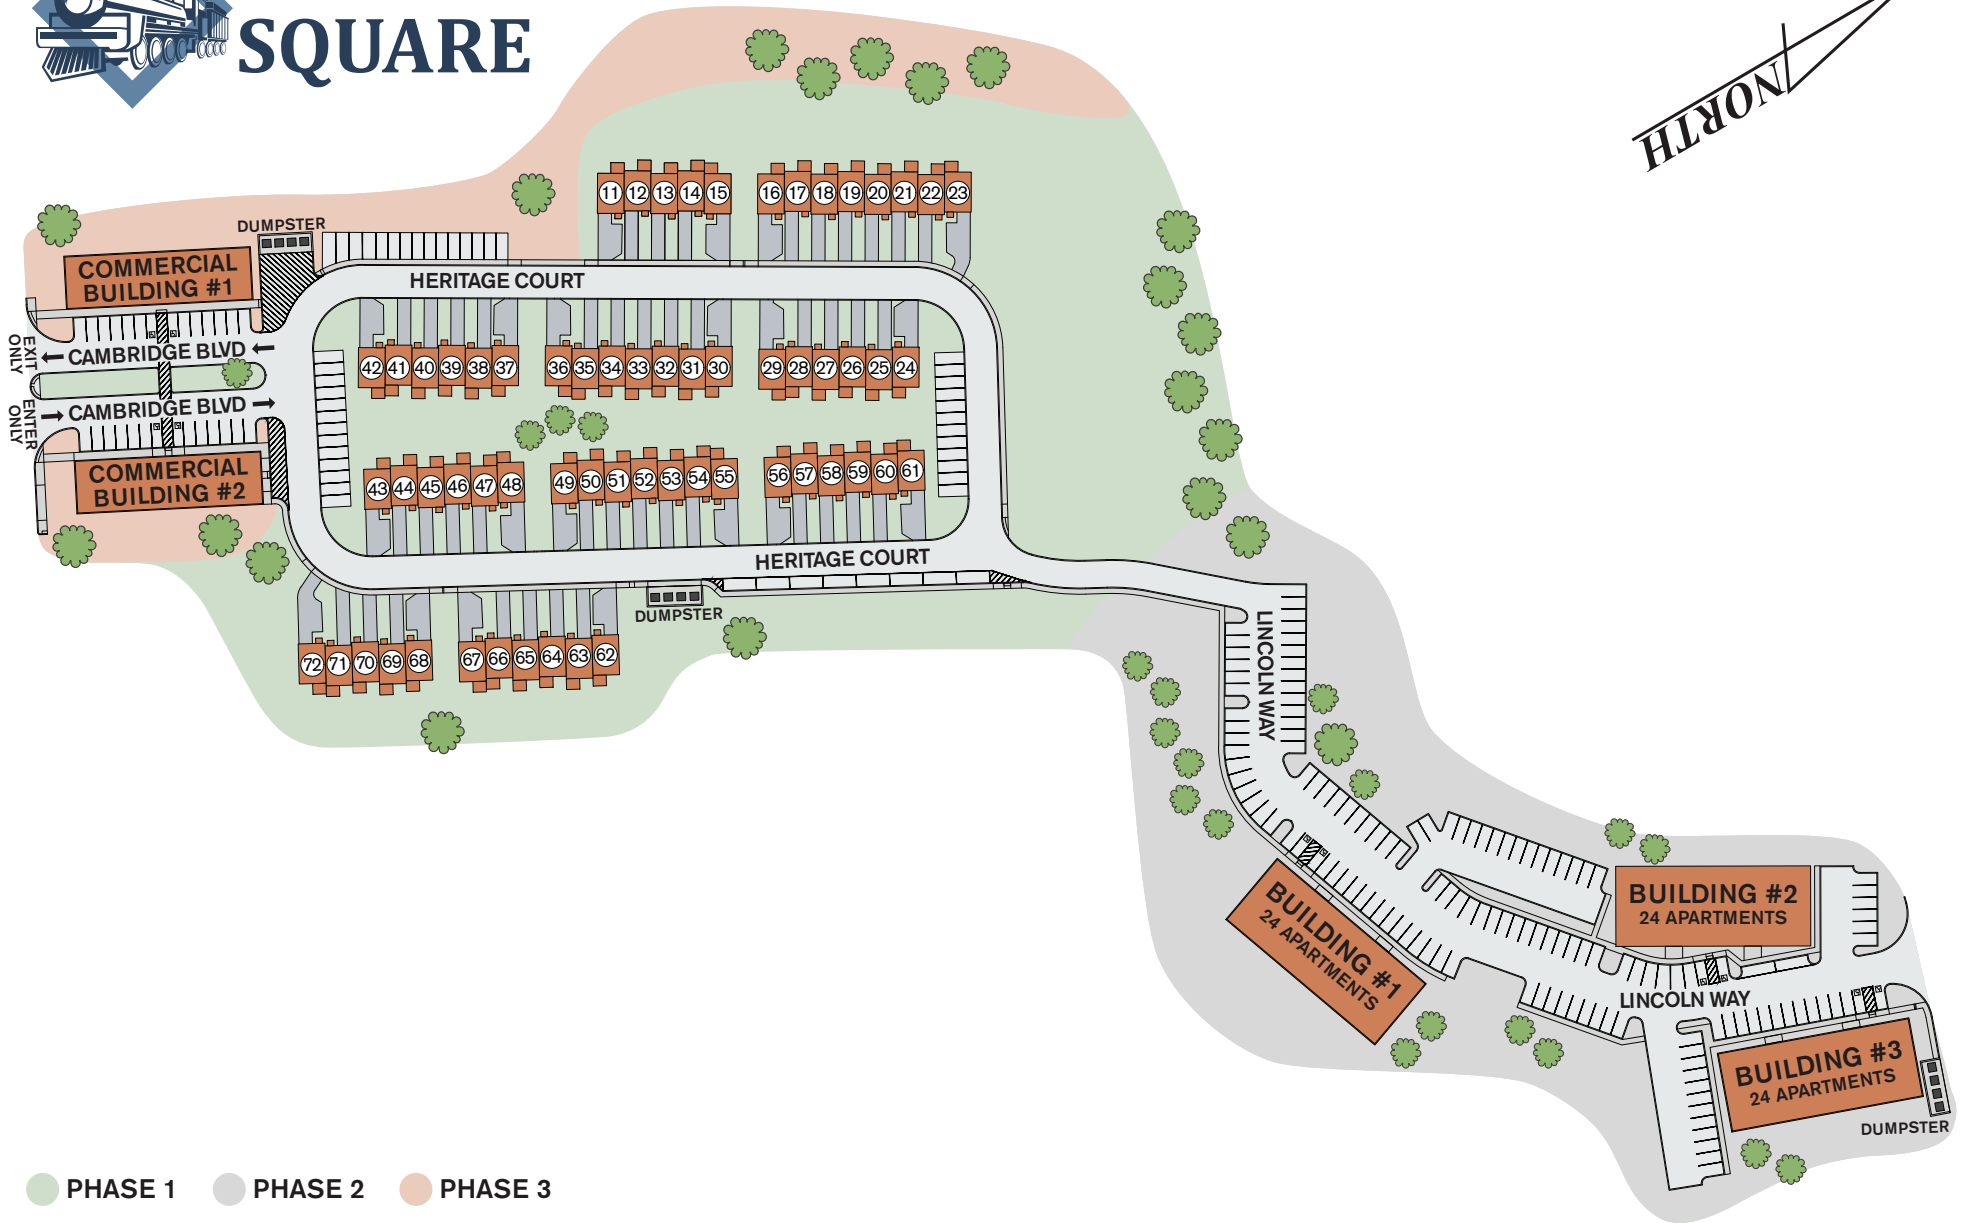 SQUARE
NORTH
DUMPSTER
COMMERCIAL
BUILDING #1
HERITAGE COURT
11 12 13 14 15
16 17 18 19 20 21 22 23
EXIT
ONLY
CAMBRIDGE BLVD
ENTER
ONLY
CAMBRIDGE BLVD
COMMERCIAL
BUILDING #2
42 41 40 39 38 37
36 35 34 33 32 31 30
29 28 27 26 25 24
43 44 45 46 47 48
49 50 51 52 53 54 55
56 57 58 59 60 61
HERITAGE COURT
DUMPSTER
72 71 70 69 68
67 66 65 64 63 62
LINCOLN WAY
BUILDING #1
24 APARTMENTS
BUILDING #2
24 APARTMENTS
LINCOLN WAY
BUILDING #3
24 APARTMENTS
DUMPSTER
PHASE 1
PHASE 2
PHASE 3